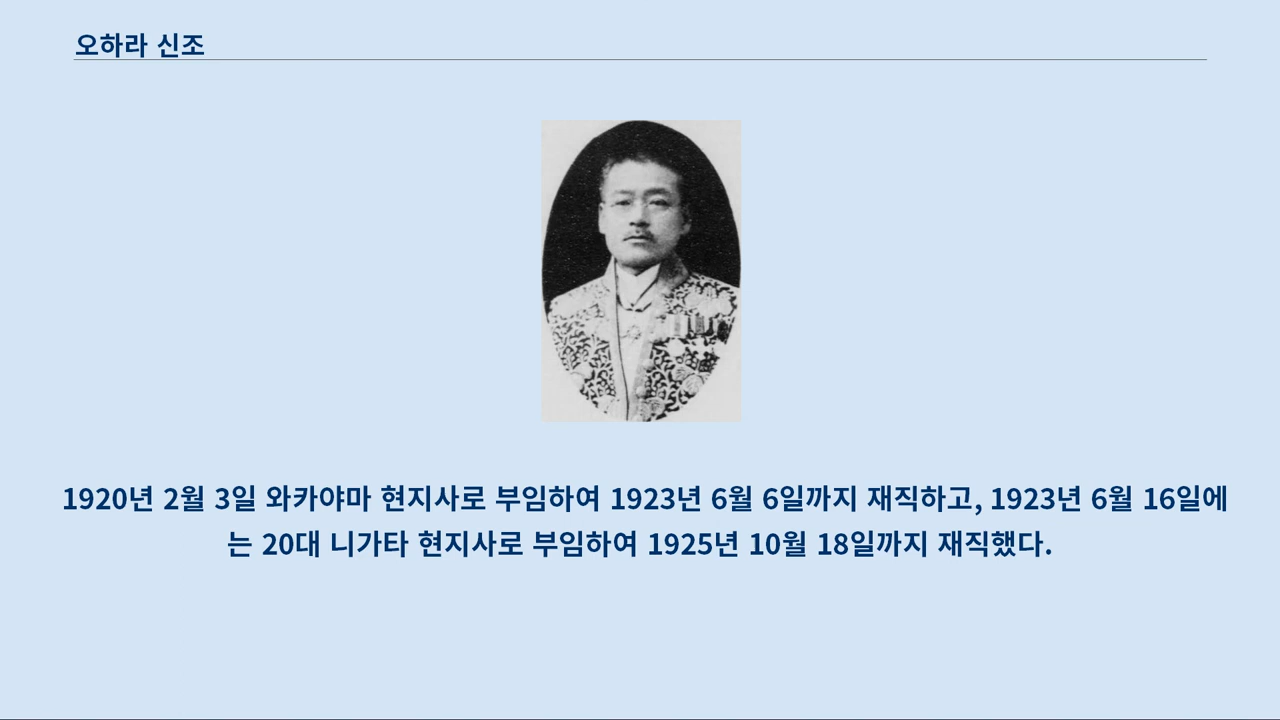 오하라 신조
1920년 2월 3일 와카야마 현지사로 부임하여 1923년 6월 6일까지 재직하고, 1923년 6월 16일에
는 20대 니가타 현지사로 부임하여 1925년 10월 18일까지 재직했다.